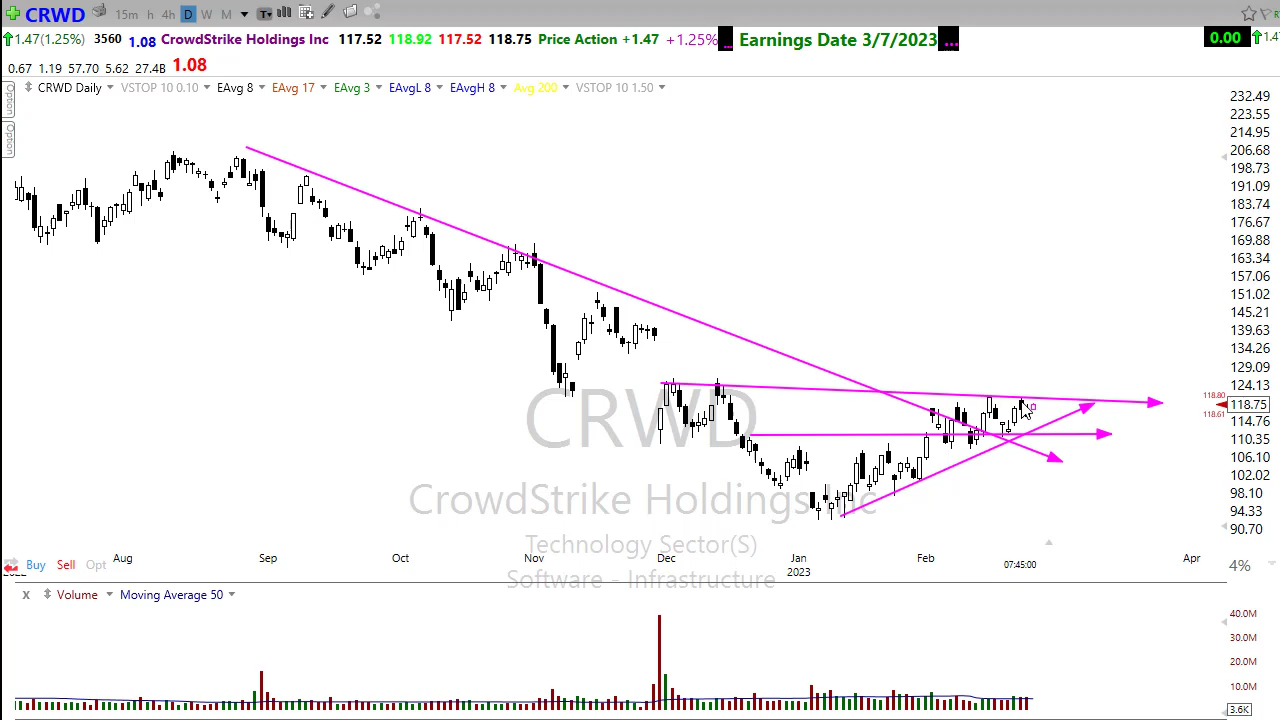 CRWD 15m h 4h D W M T
1.47(1.25%) 3560 1.08 CrowdStrike Holdings Inc 117.52 118.92 117.52 118.75 Price Action +1.47 +1.25% ... Earnings Date 3/7/2023 ... 0.00 1.4
0.67 1.19 57.70 5.62 27.4B 1.08
Option
Option
CRWD Daily VSTOP 10 0.10 EAvg 8 EAvg 17 EAvg 3 EAvgL 8 EAvgH 8 Avg 200 VSTOP 10 1.50
232.49
223.55
214.95
206.68
198.73
191.09
183.74
176.67
169.88
163.34
157.06
151.02
145.21
139.63
134.26
129.09
124.13
118.80
118.75
118.61
114.76
110.35
106.10
102.02
98.10
94.33
90.70
CRWD
CrowdStrike Holdings Inc
Technology Sector(S)
Software - Infrastructure
Aug Sep Oct Nov Dec Jan Feb Apr
2023 07:45:00
Buy Sell Opt 4%
x Volume Moving Average 50
40.0M
30.0M
20.0M
10.0M
3.6K